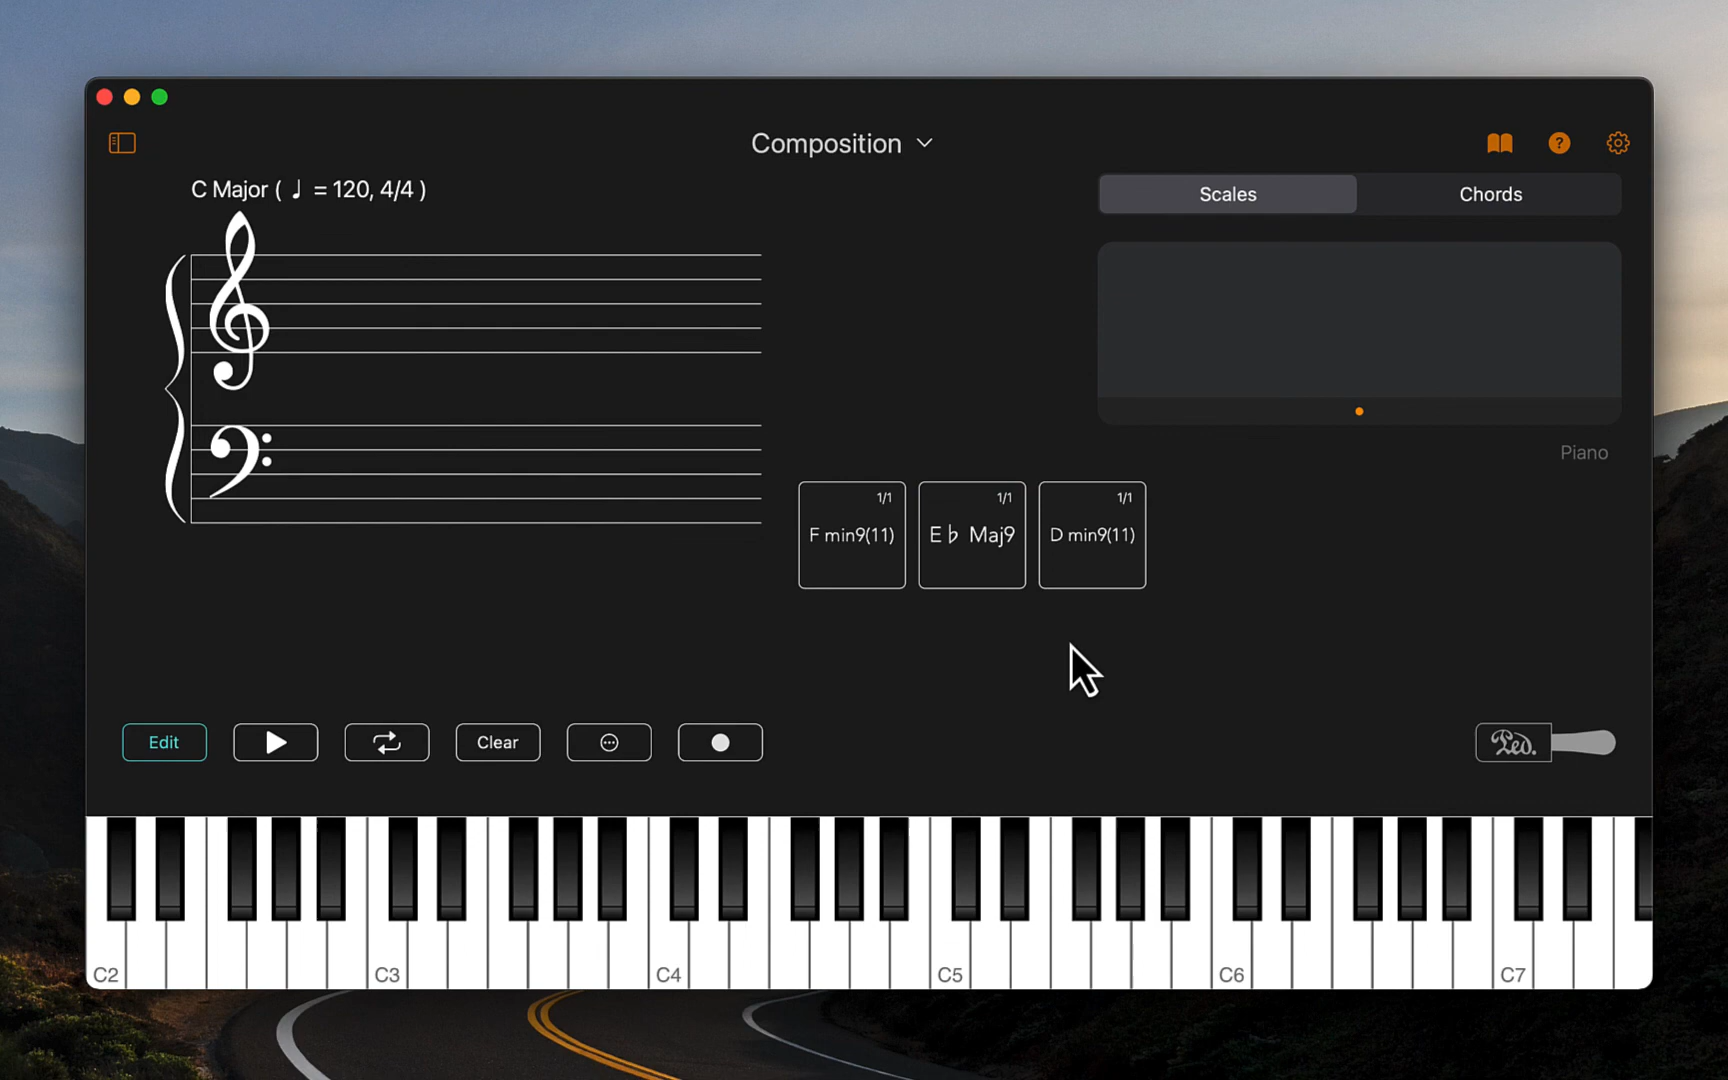 Composition
C Major ( ♩ = 120, 4/4 )
Scales
Chords
?
Piano
1/1
F min9(11)
1/1
E♭ Maj9
1/1
D min9(11)
Edit
Clear
Ped.
C2
C3
C4
C5
C6
C7